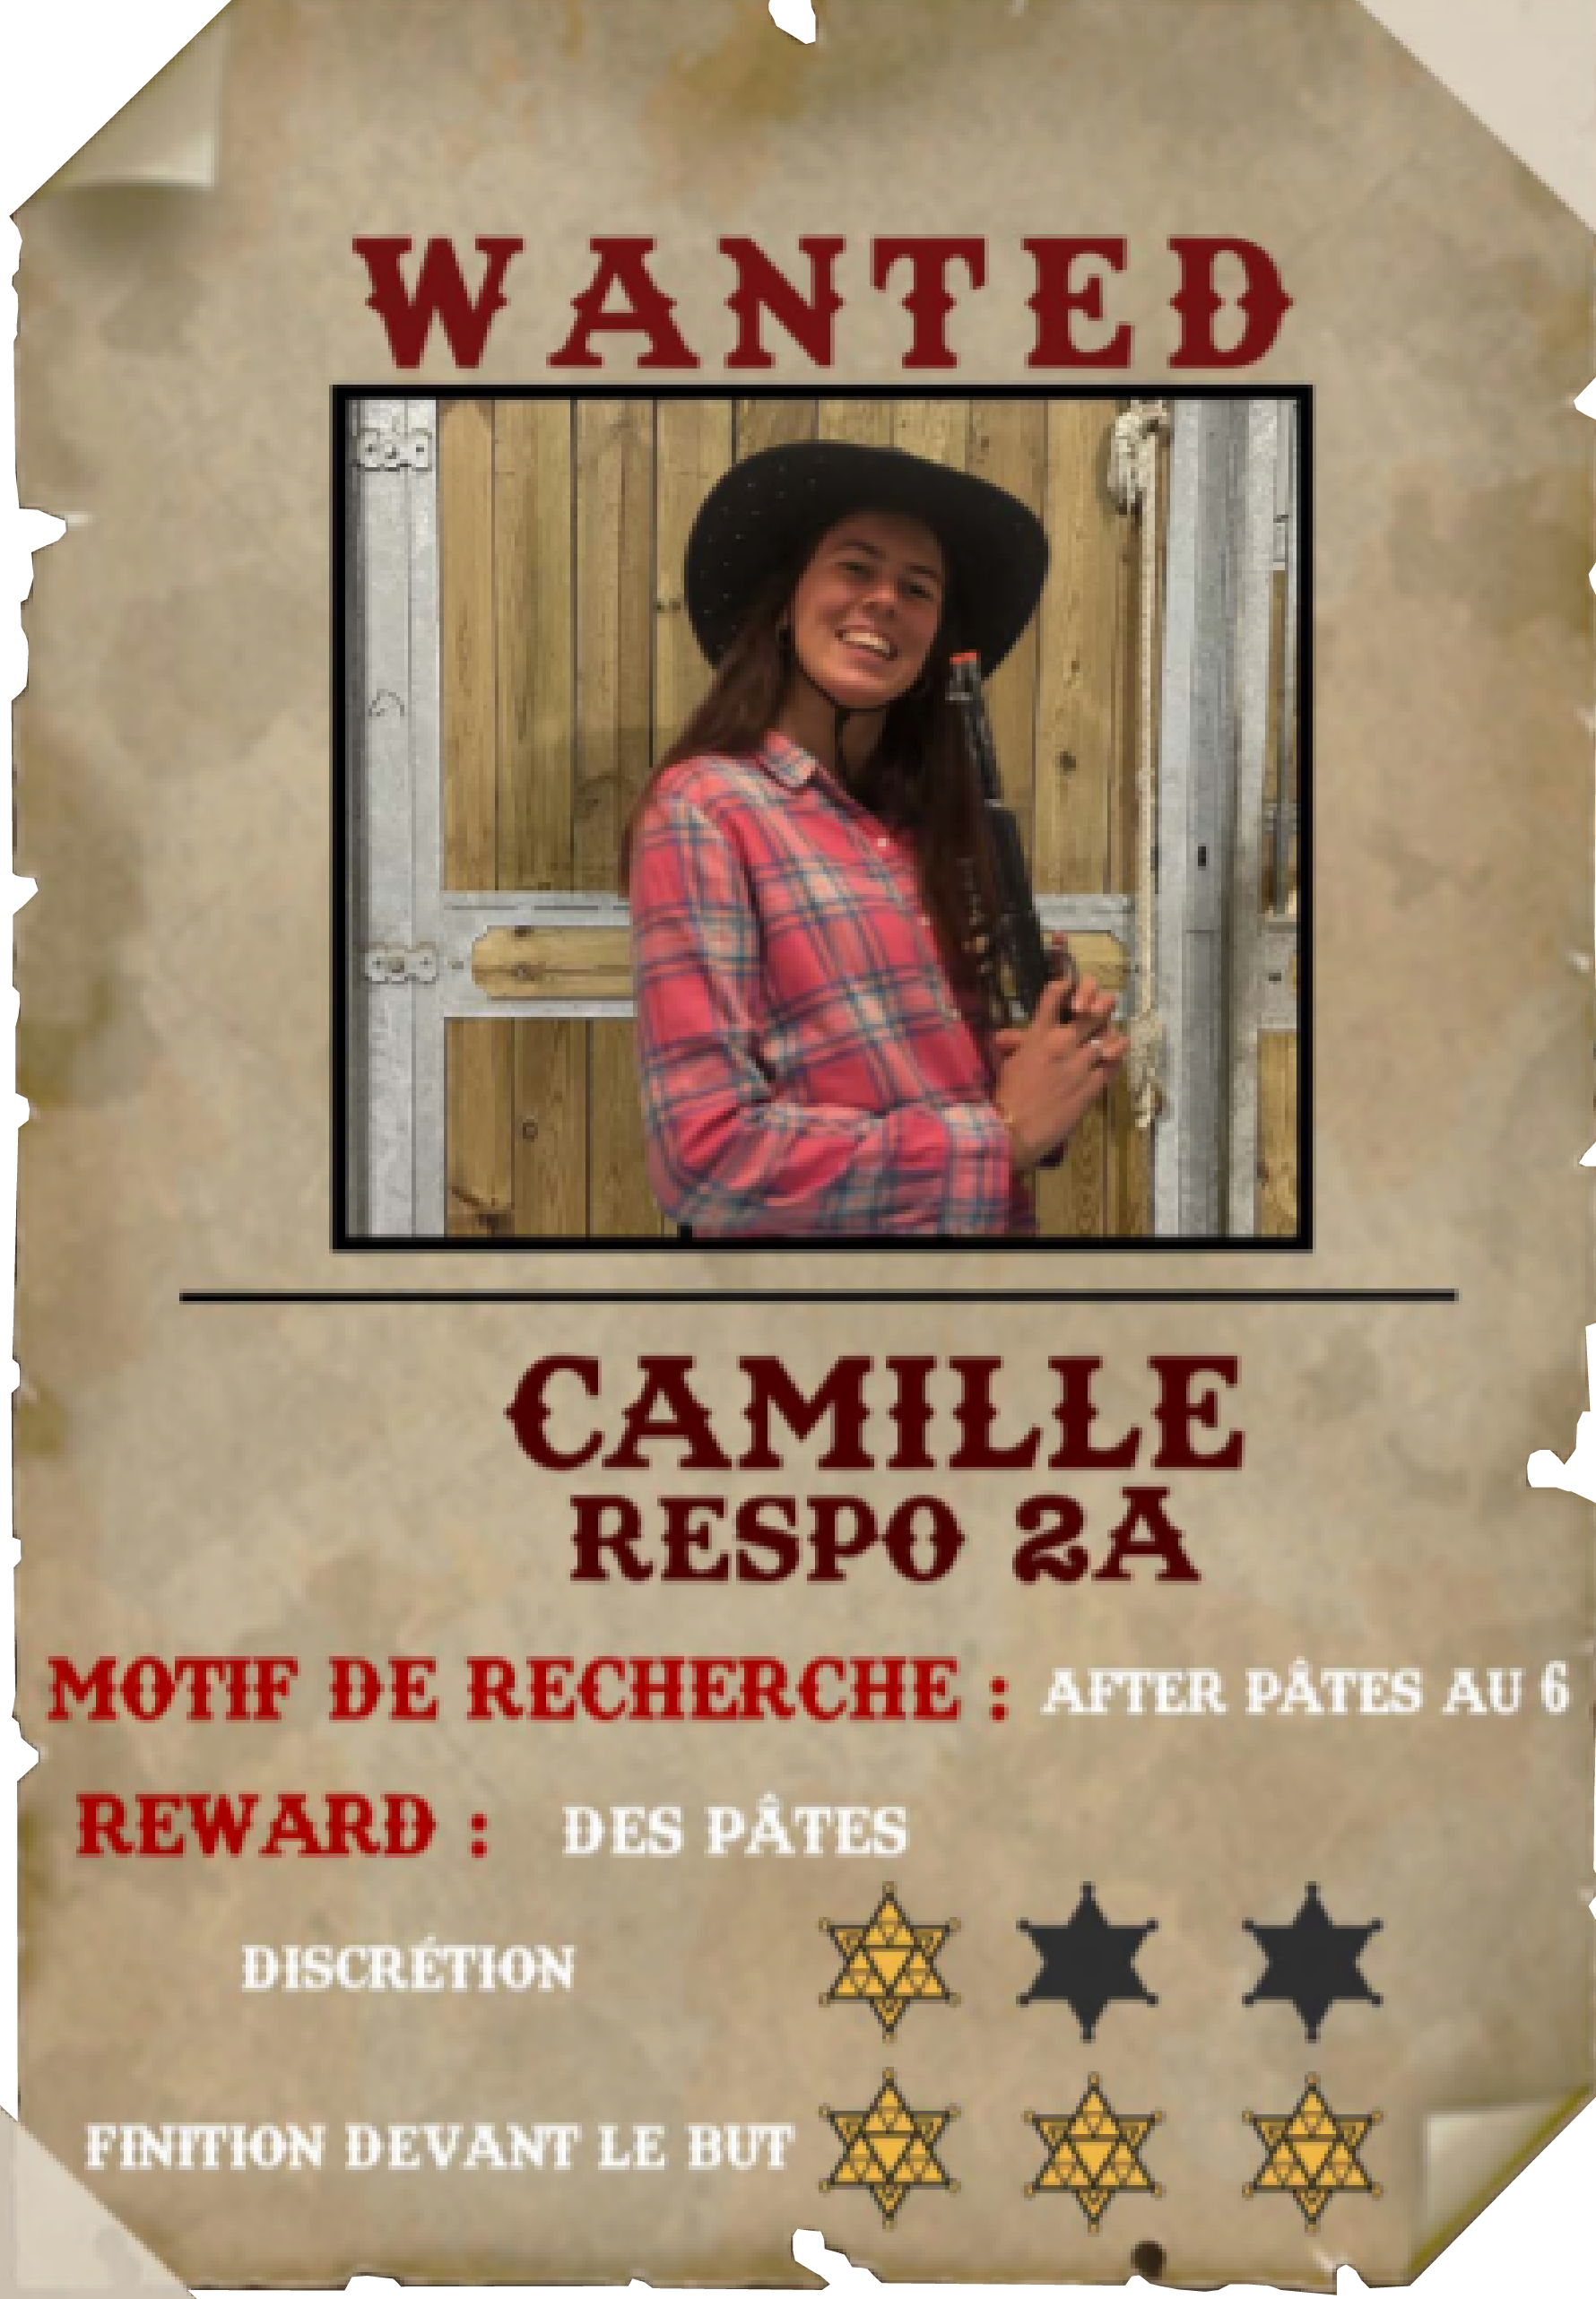 WANTED
CAMILLE
RESPO 2A
MOTIF DE RECHERCHE : AFTER PÂTES AU 6
REWARD : DES PÂTES
DISCRÉTION
FINITION DEVANT LE BUT